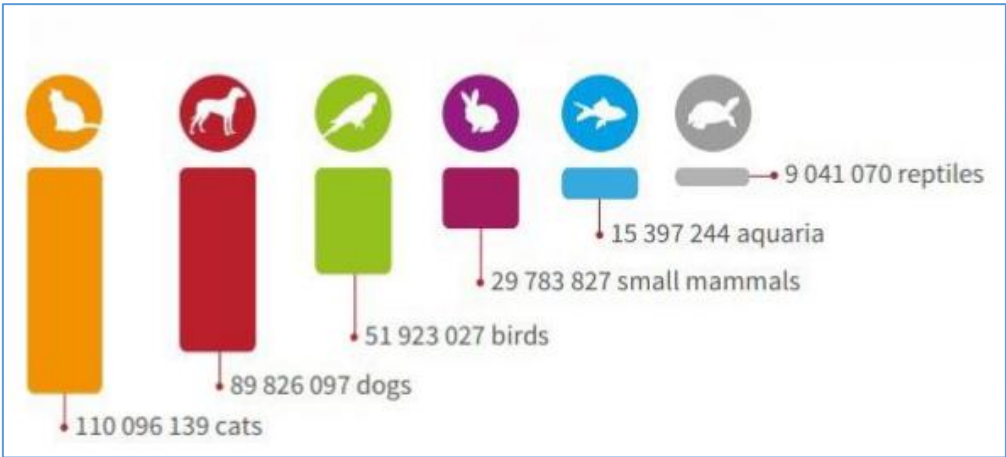 9 041 070 reptiles
15 397 244 aquaria
29 783 827 small mammals
51 923 027 birds
89 826 097 dogs
110 096 139 cats